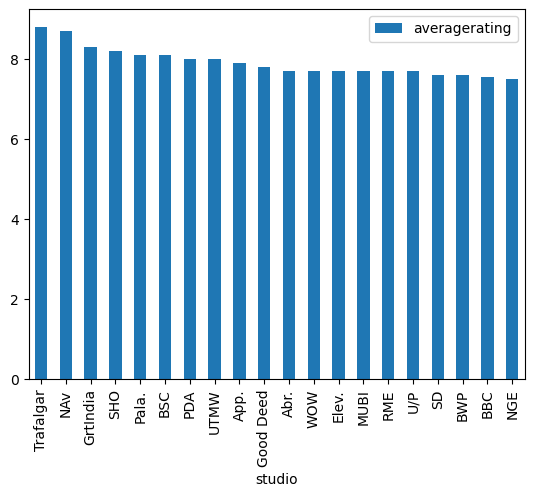 averagerating
8
6
4
2
0
Trafalgar
NAv
GrtIndia
SHO
Pala.
BSC
PDA
UTMW
App.
Good Deed
Abr.
WOW
Elev.
MUBI
RME
U/P
SD
BWP
BBC
NGE
studio